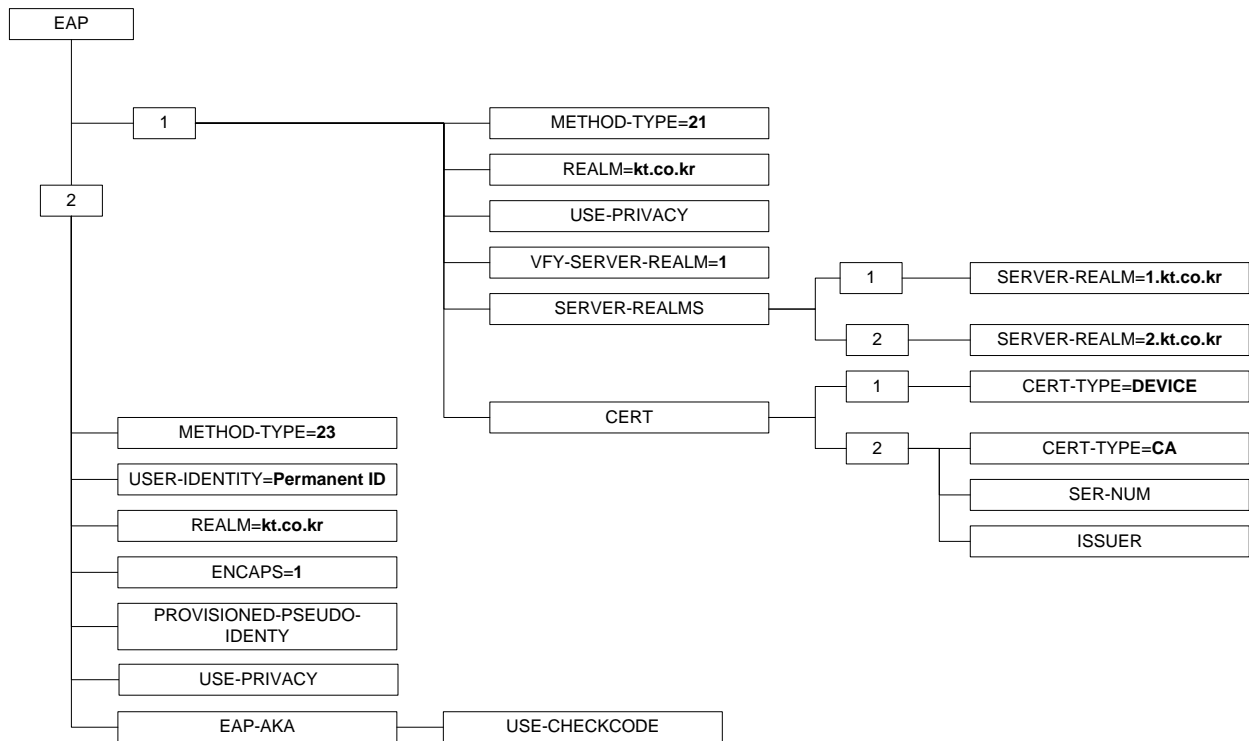 EAP
1
METHOD-TYPE=21
REALM=kt.co.kr
USE-PRIVACY
VFY-SERVER-REALM=1
SERVER-REALMS
1
SERVER-REALM=1.kt.co.kr
2
SERVER-REALM=2.kt.co.kr
CERT
1
CERT-TYPE=DEVICE
2
CERT-TYPE=CA
SER-NUM
ISSUER
2
METHOD-TYPE=23
USER-IDENTITY=Permanent ID
REALM=kt.co.kr
ENCAPS=1
PROVISIONED-PSEUDO-
IDENTY
USE-PRIVACY
EAP-AKA
USE-CHECKCODE